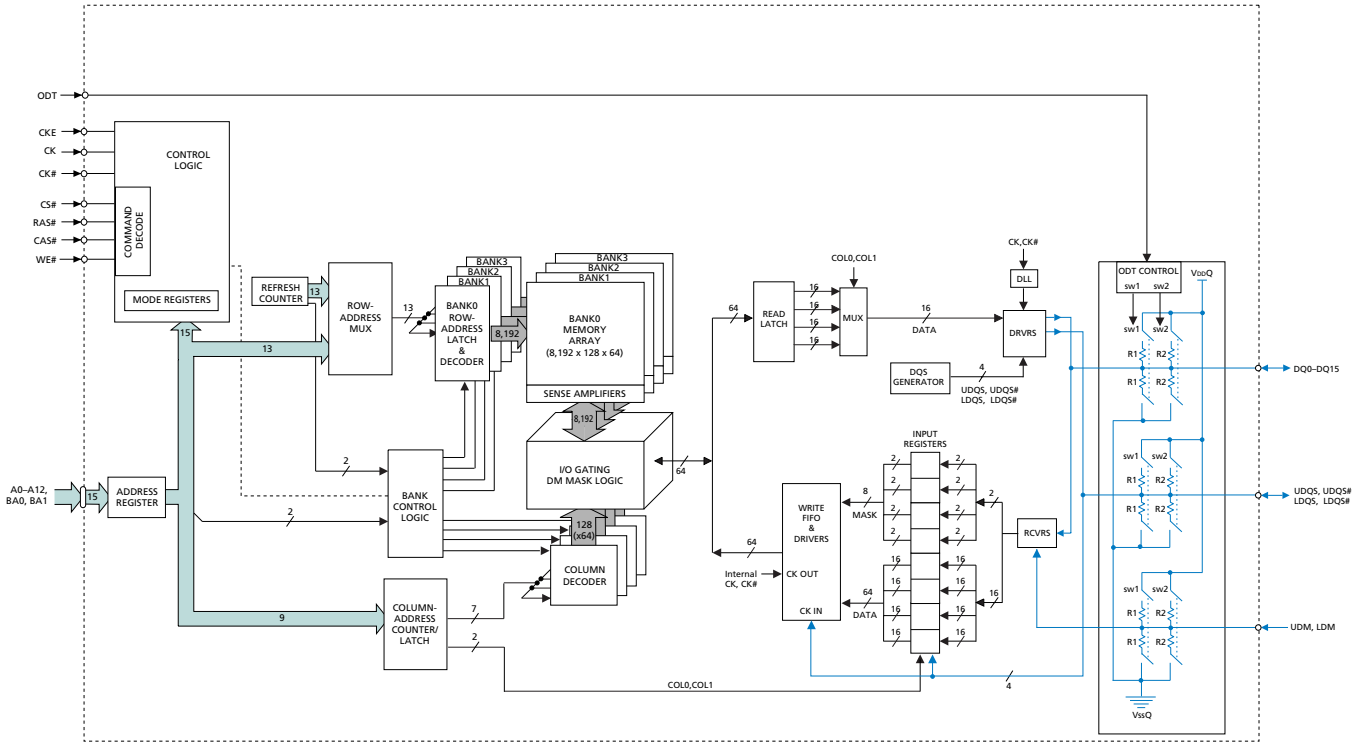 ODT
CKE
CK
CK#
CS#
RAS#
CAS#
WE#
CONTROL
LOGIC
COMMAND
DECODE
MODE REGISTERS
15
13
A0–A12,
BA0, BA1
15
ADDRESS
REGISTER
9
REFRESH
COUNTER
13
ROW-
ADDRESS
MUX
13
2
2
BANK3
BANK2
BANK1
BANK0
ROW-
ADDRESS
LATCH
&
DECODER
8,192
BANK3
BANK2
BANK1
BANK0
MEMORY
ARRAY
(8,192 x 128 x 64)
SENSE AMPLIFIERS
8,192
I/O GATING
DM MASK LOGIC
64
BANK
CONTROL
LOGIC
128
(x64)
COLUMN
DECODER
COLUMN-
ADDRESS
COUNTER/
LATCH
7
2
COL0,COL1
64
READ
LATCH
16
16
16
16
COL0,COL1
MUX
16
DATA
CK,CK#
DLL
DRVRS
DQS
GENERATOR
4
UDQS, UDQS#
LDQS, LDQS#
64
Internal
CK, CK#
WRITE
FIFO
&
DRIVERS
CK OUT
CK IN
8
MASK
64
DATA
INPUT
REGISTERS
2
2
2
2
16
16
16
16
2
2
2
2
16
16
16
16
2
16
RCVRS
4
ODT CONTROL
sw1
sw2
VDDQ
sw1
sw2
R1
R2
R1
R2
sw1
sw2
R1
R2
R1
R2
sw1
sw2
R1
R2
R1
R2
VssQ
DQ0–DQ15
UDQS, UDQS#
LDQS, LDQS#
UDM, LDM